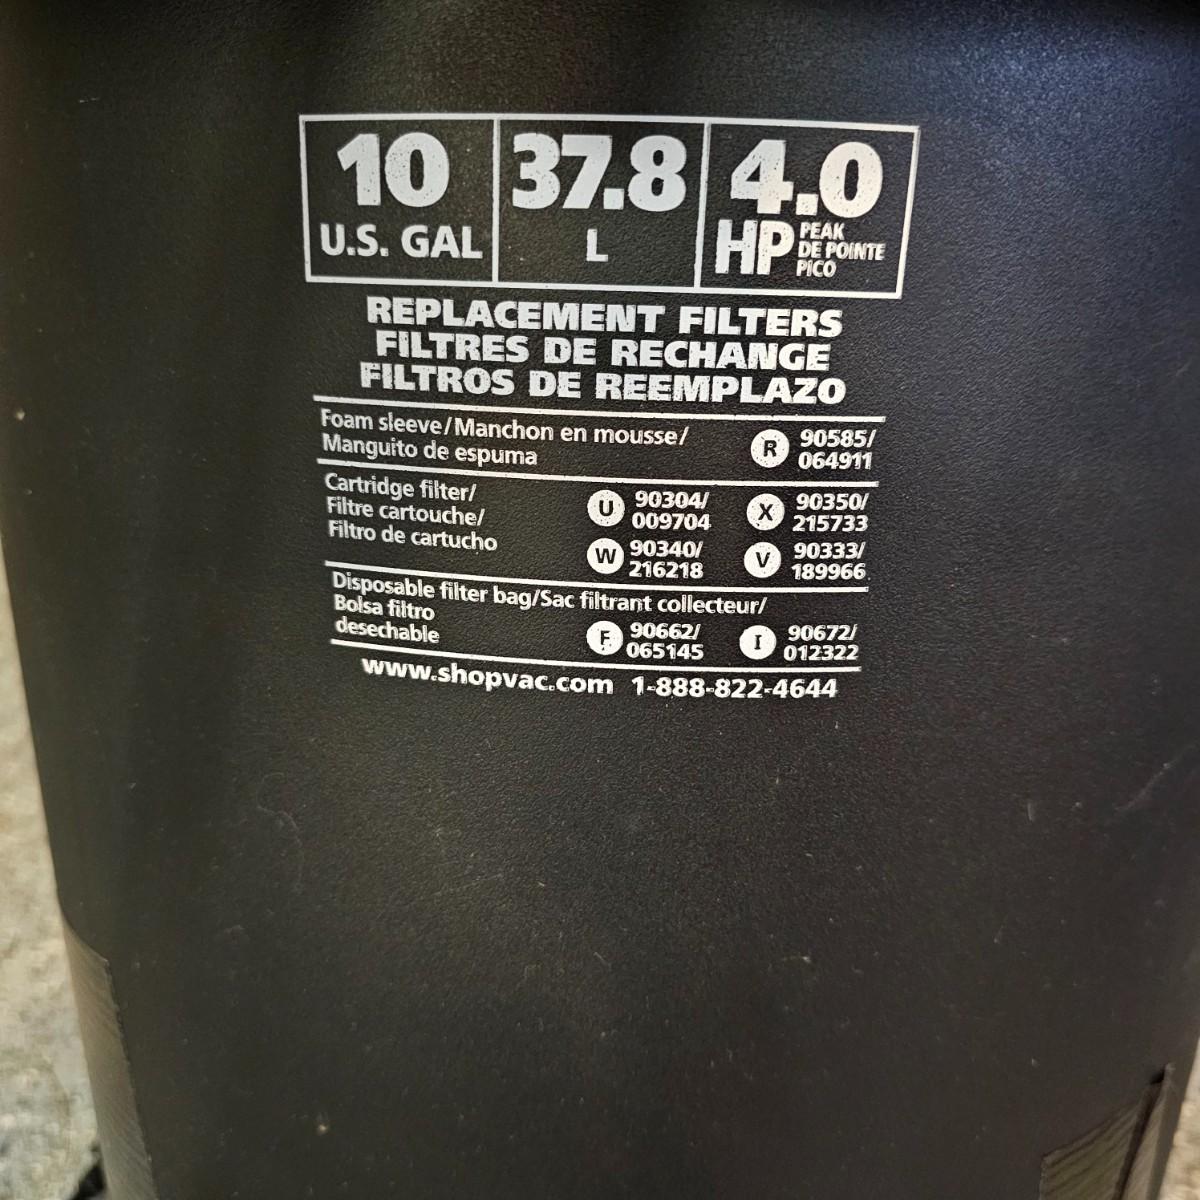 10 37.8 4.0
U.S. GAL L HP PEAK
DE POINTE
PICO
REPLACEMENT FILTERS
FILTRES DE RECHANGE
FILTROS DE REEMPLAZO
Foam sleeve/Manchon en mousse/ R 90585/
Manguito de espuma 064911
Cartridge filter/ U 90304/ X 90350/
Filtre cartouche/ 009704 215733
Filtro de cartucho W 90340/ V 90333/
216218 189966
Disposable filter bag/Sac filtrant collecteur/
Bolsa filtro F 90662/ I 90672/
desechable 065145 012322
www.shopvac.com 1-888-822-4644